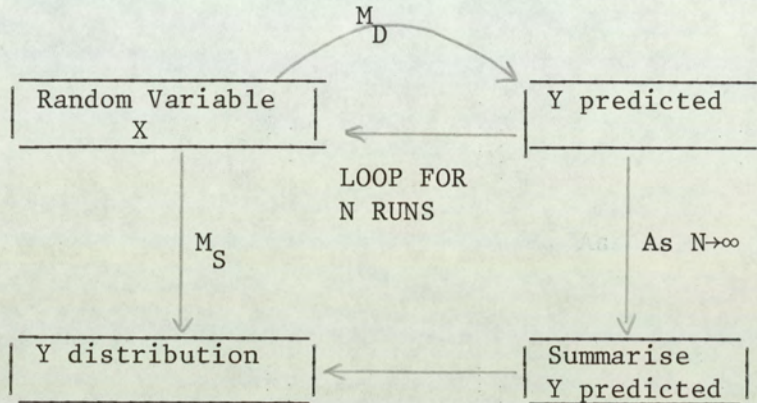 M
D
Random Variable
X
Y predicted
LOOP FOR
N RUNS
M
S
As N→∞
Y distribution
Summarise
Y predicted